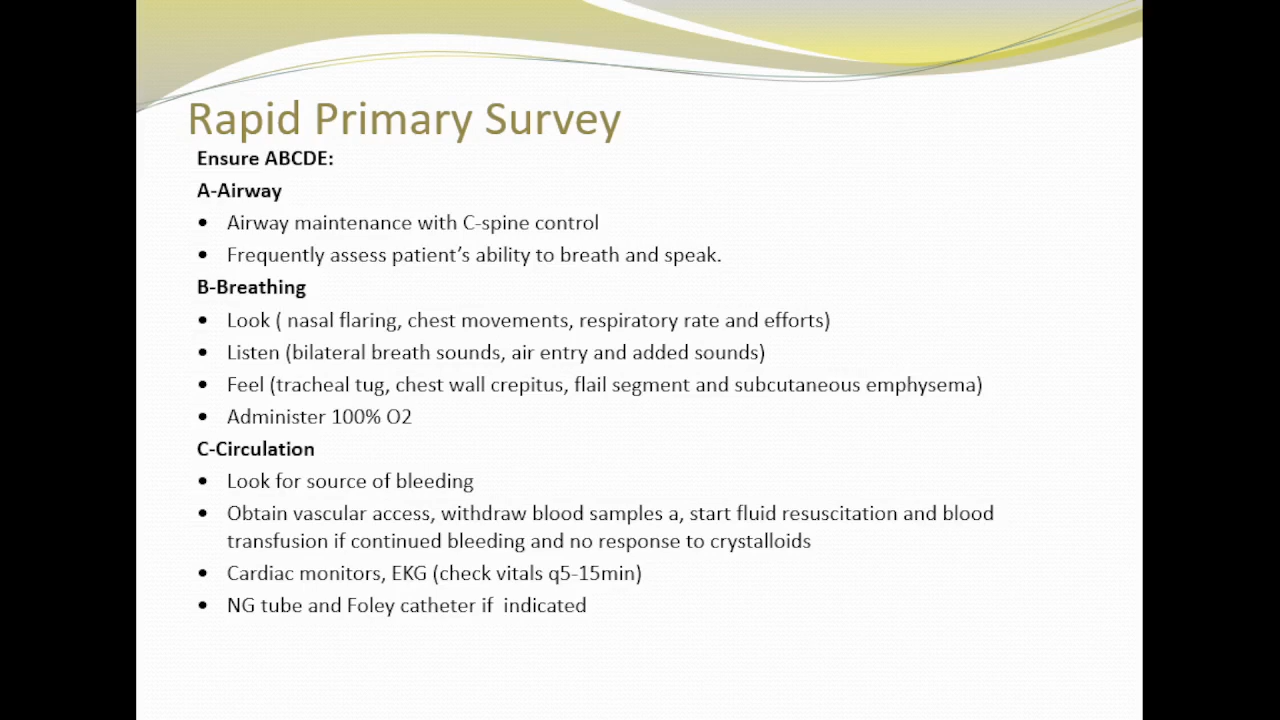 Rapid Primary Survey
Ensure ABCDE:
A-Airway
• Airway maintenance with C-spine control
• Frequently assess patient’s ability to breath and speak.
B-Breathing
• Look ( nasal flaring, chest movements, respiratory rate and efforts)
• Listen (bilateral breath sounds, air entry and added sounds)
• Feel (tracheal tug, chest wall crepitus, flail segment and subcutaneous emphysema)
• Administer 100% O2
C-Circulation
• Look for source of bleeding
• Obtain vascular access, withdraw blood samples a, start fluid resuscitation and blood
transfusion if continued bleeding and no response to crystalloids
• Cardiac monitors, EKG (check vitals q5-15min)
• NG tube and Foley catheter if  indicated